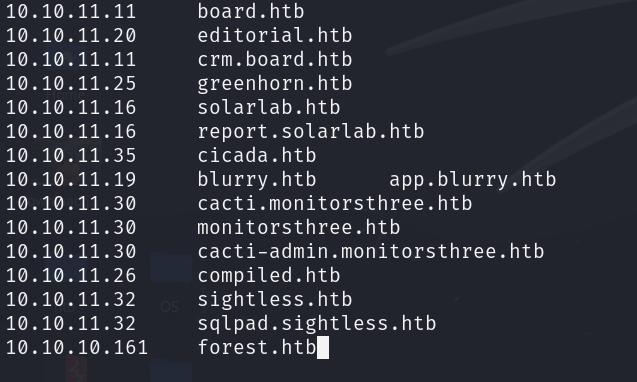 10.10.11.11 board.htb
10.10.11.20 editorial.htb
10.10.11.11 crm.board.htb
10.10.11.25 greenhorn.htb
10.10.11.16 solarlab.htb
10.10.11.16 report.solarlab.htb
10.10.11.35 cicada.htb
10.10.11.19 blurry.htb app.blurry.htb
10.10.11.30 cacti.monitorsthree.htb
10.10.11.30 monitorsthree.htb
10.10.11.30 cacti-admin.monitorsthree.htb
10.10.11.26 compiled.htb
10.10.11.32 sightless.htb
OS
10.10.11.32 sqlpad.sightless.htb
10.10.10.161 forest.htb